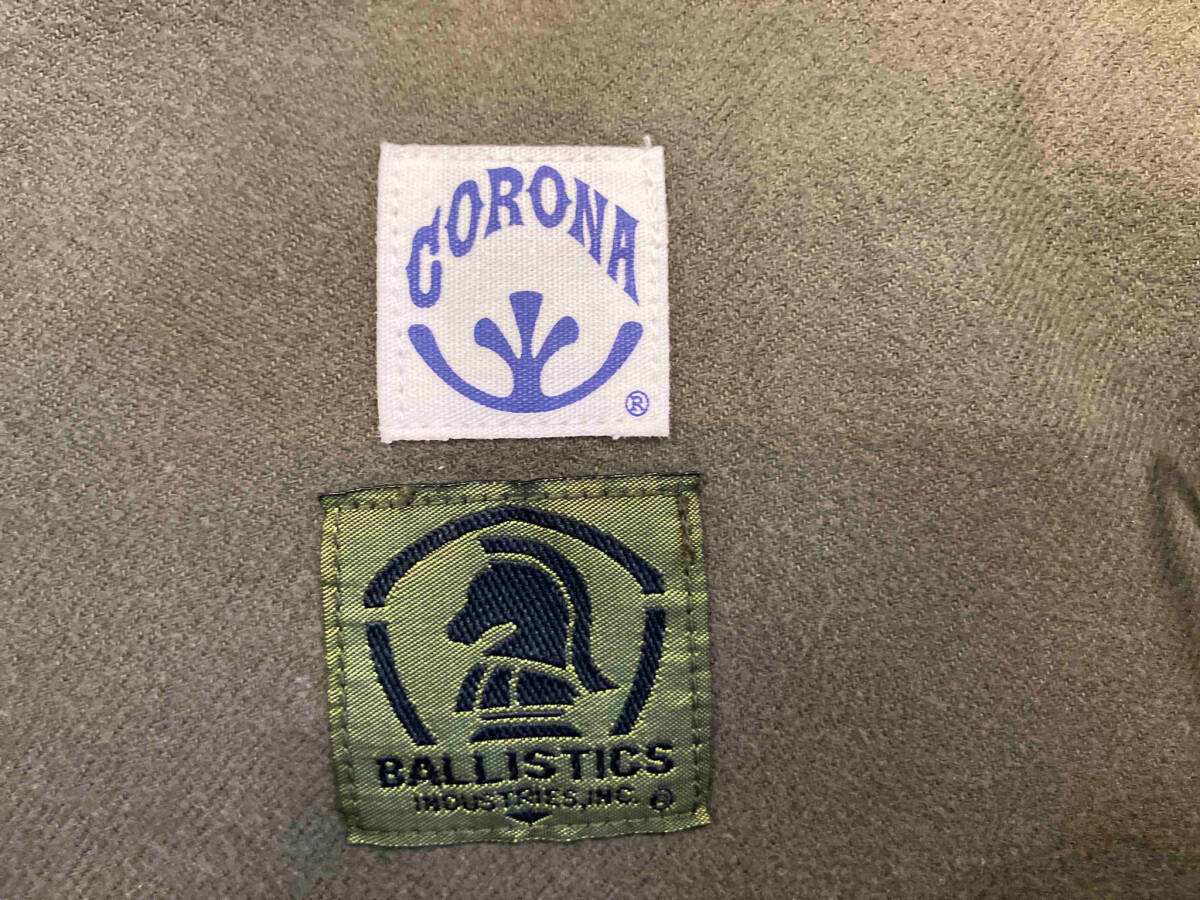 CORONA
®
BALLISTICS
INDUSTRIES, INC. ®